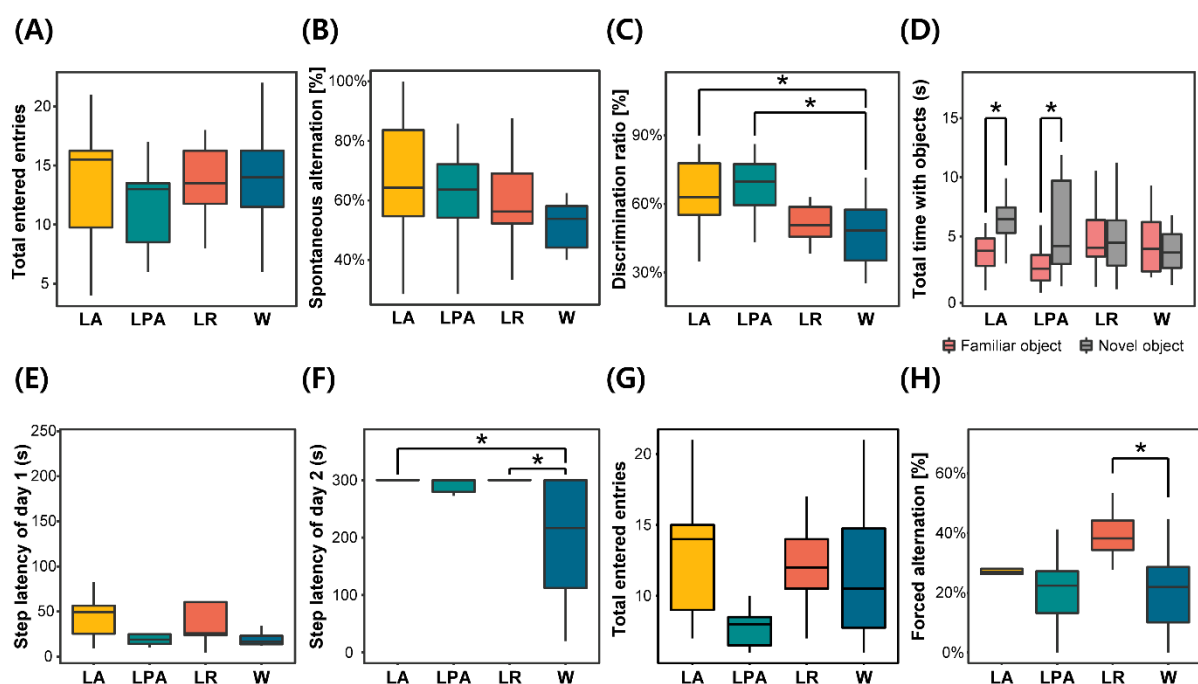 (A)
Total entered entries
20
15
10
5
LA LPA LR W
(B)
Spontaneous alternation [%]
100%
80%
60%
40%
LA LPA LR W
(C)
Discrimination ratio [%]
90%
60%
30%
*
*
LA LPA LR W
(D)
Total time with objects (s)
15
10
5
0
* *
LA LPA LR W
Familiar object Novel object
(E)
Step latency of day 1 (s)
250
200
150
100
50
0
LA LPA LR W
(F)
Step latency of day 2 (s)
300
200
100
0
*
*
LA LPA LR W
(G)
Total entered entries
20
15
10
LA LPA LR W
(H)
Forced alternation [%]
60%
40%
20%
0%
*
LA LPA LR W